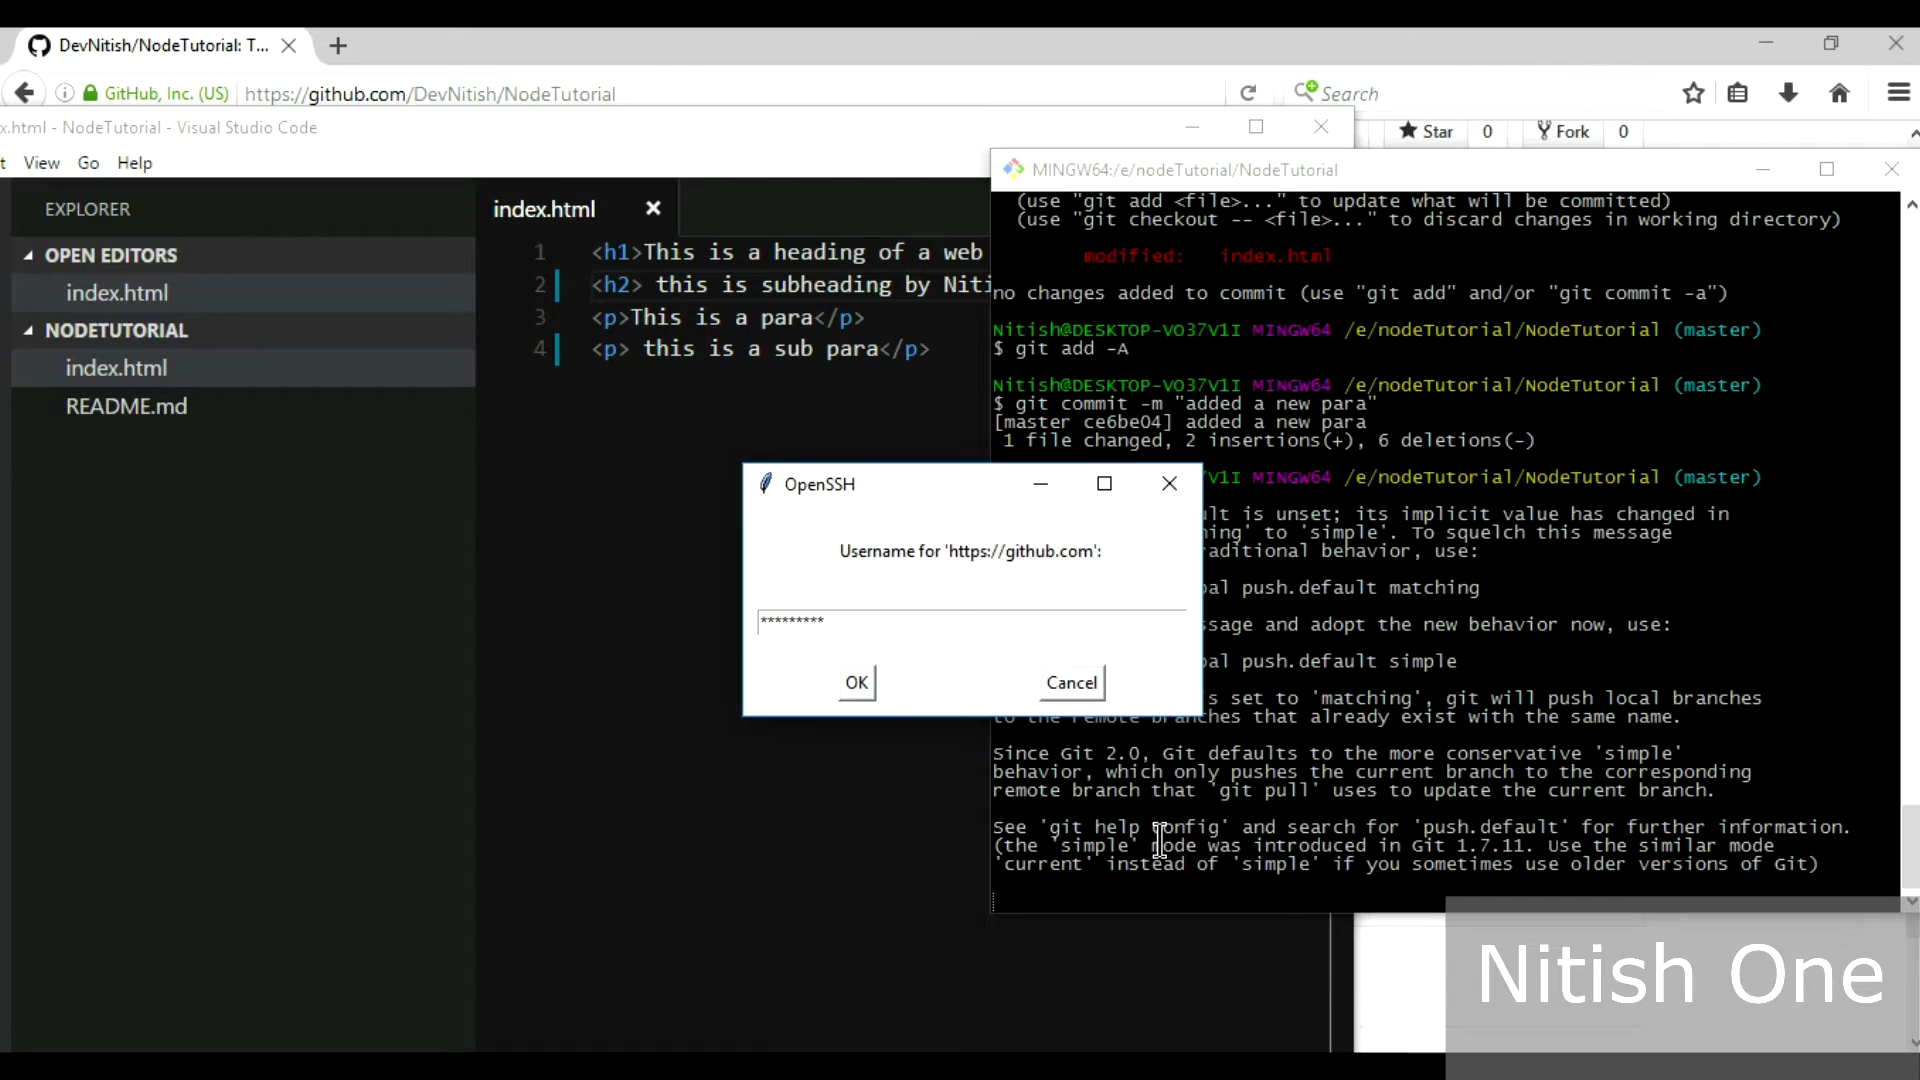 DevNitish/NodeTutorial: T...
GitHub, Inc. (US)
https://github.com/DevNitish/NodeTutorial
Search
x.html - NodeTutorial - Visual Studio Code
Star 0 Fork 0
t View Go Help
MINGW64:/e/nodeTutorial/NodeTutorial
EXPLORER
OPEN EDITORS
index.html
NODETUTORIAL
index.html
README.md
index.html
1 <h1>This is a heading of a web
2 <h2> this is subheading by Niti
3 <p>This is a para</p>
4 <p> this is a sub para</p>
(use "git add <file>..." to update what will be committed)
(use "git checkout -- <file>..." to discard changes in working directory)
modified: index.html
no changes added to commit (use "git add" and/or "git commit -a")
Nitish@DESKTOP-VO37V1I MINGW64 /e/nodeTutorial/NodeTutorial (master)
$ git add -A
Nitish@DESKTOP-VO37V1I MINGW64 /e/nodeTutorial/NodeTutorial (master)
$ git commit -m "added a new para"
[master ce6be04] added a new para
1 file changed, 2 insertions(+), 6 deletions(-)
7V1I MINGW64 /e/nodeTutorial/NodeTutorial (master)
ult is unset; its implicit value has changed in
hing' to 'simple'. To squelch this message
raditional behavior, use:
bal push.default matching
ssage and adopt the new behavior now, use:
bal push.default simple
s set to 'matching', git will push local branches
to the remote branches that already exist with the same name.
Since Git 2.0, Git defaults to the more conservative 'simple'
behavior, which only pushes the current branch to the corresponding
remote branch that 'git pull' uses to update the current branch.
See 'git help config' and search for 'push.default' for further information.
(the 'simple' mode was introduced in Git 1.7.11. Use the similar mode
'current' instead of 'simple' if you sometimes use older versions of Git)
OpenSSH
Username for 'https://github.com':
*********
OK Cancel
Nitish One